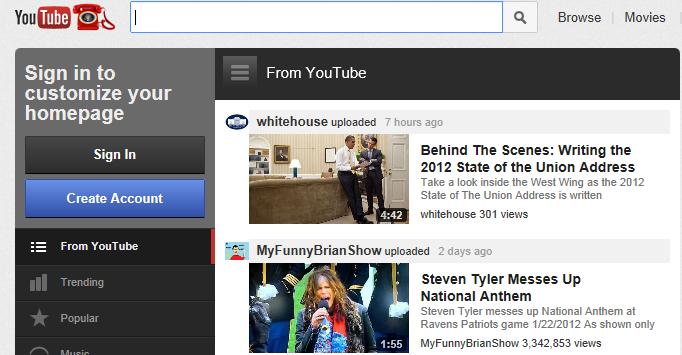 YouTube
Browse | Movies |
Sign in to
customize your
homepage
Sign In
Create Account
From YouTube
Trending
Popular
Music
From YouTube
whitehouse uploaded 7 hours ago
4:42
Behind The Scenes: Writing the
2012 State of the Union Address
Take a look inside the West Wing as the 2012
State of The Union Address is written
whitehouse 301 views
MyFunnyBrianShow uploaded 2 days ago
1:55
Steven Tyler Messes Up
National Anthem
Steven Tyler messes up National Anthem at
Ravens Patriots game 1/22/2012 As shown only
MyFunnyBrianShow 3,342,853 views